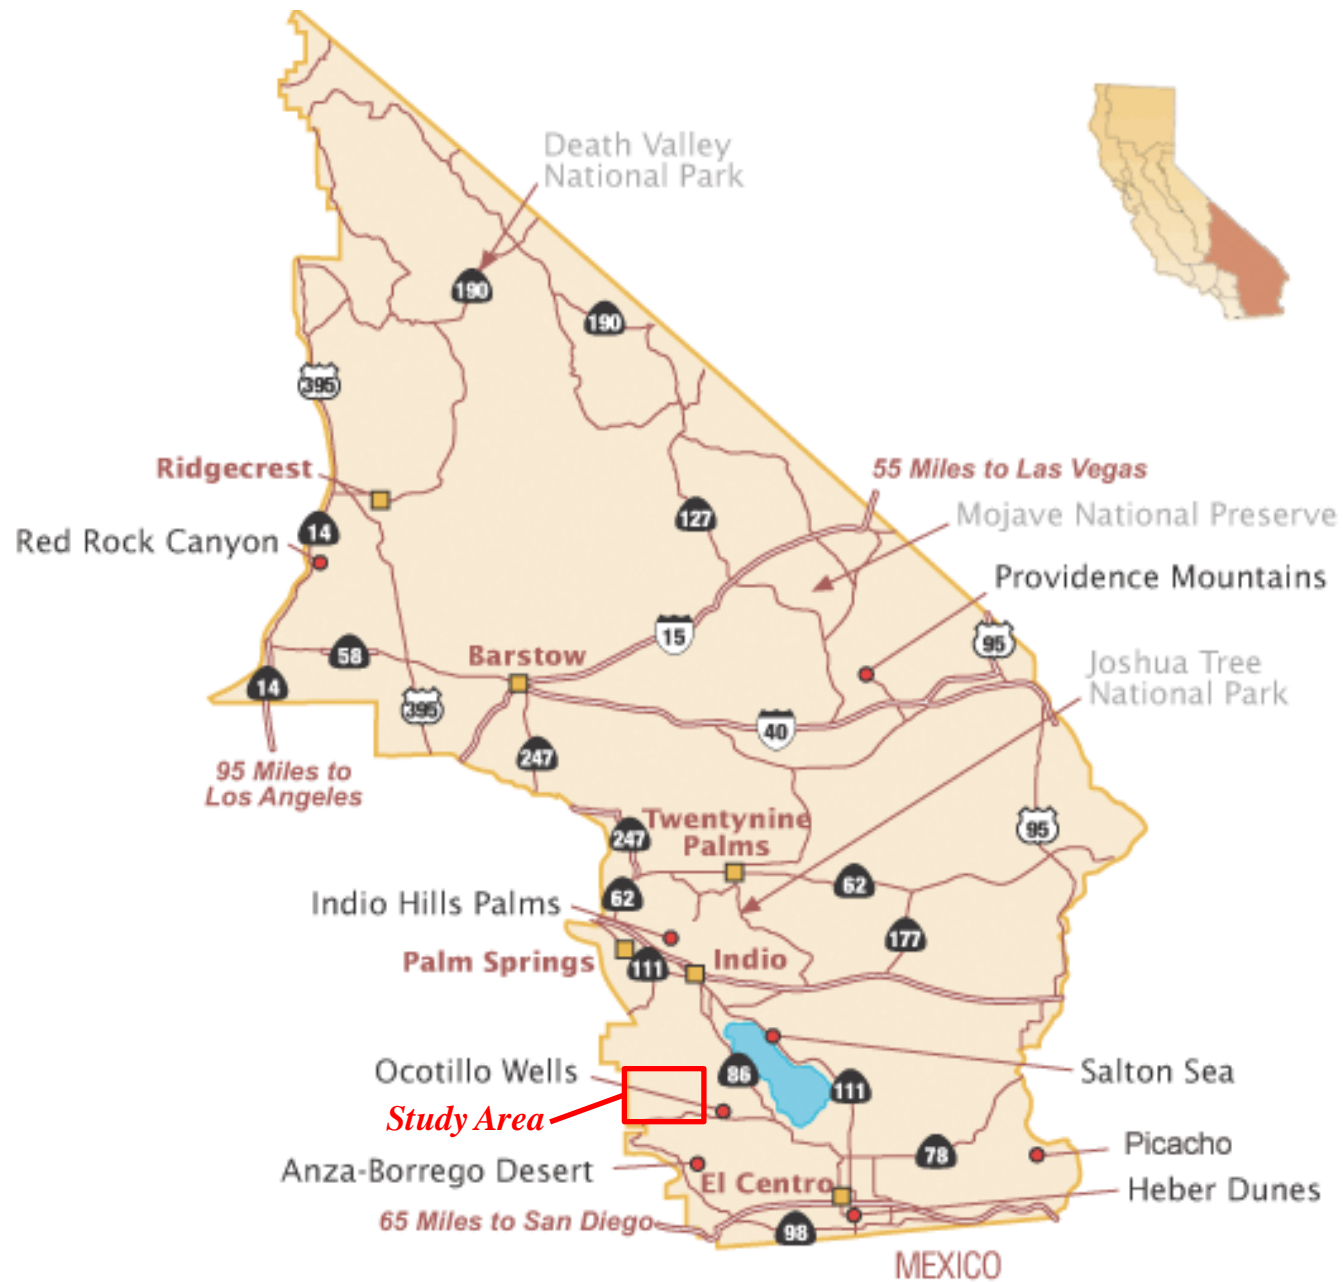 Death Valley
National Park
190
190
395
Ridgecrest
55 Miles to Las Vegas
127
Mojave National Preserve
14
Red Rock Canyon
Providence Mountains
15
95
58
Barstow
Joshua Tree
National Park
14
395
40
247
95 Miles to
Los Angeles
Twentynine
Palms
247
95
62
62
Indio Hills Palms
177
Palm Springs
111
Indio
Ocotillo Wells
86
111
Salton Sea
Study Area
Picacho
78
Anza-Borrego Desert
El Centro
Heber Dunes
65 Miles to San Diego
98
MEXICO